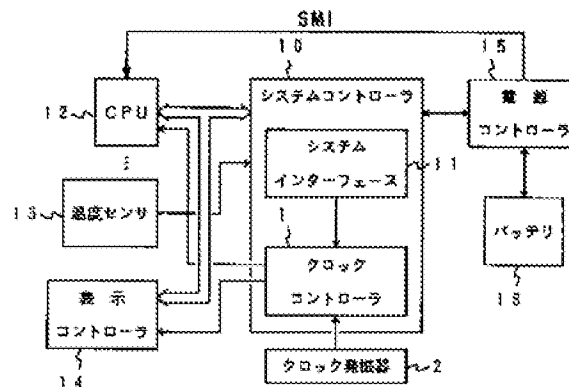 SMI
10
15
CPU
12
システムコントローラ
電源
コントローラ
システム
インターフェース
11
13
温度センサ
1
クロック
コントローラ
バッテリ
表示
コントローラ
14
クロック発振器
2